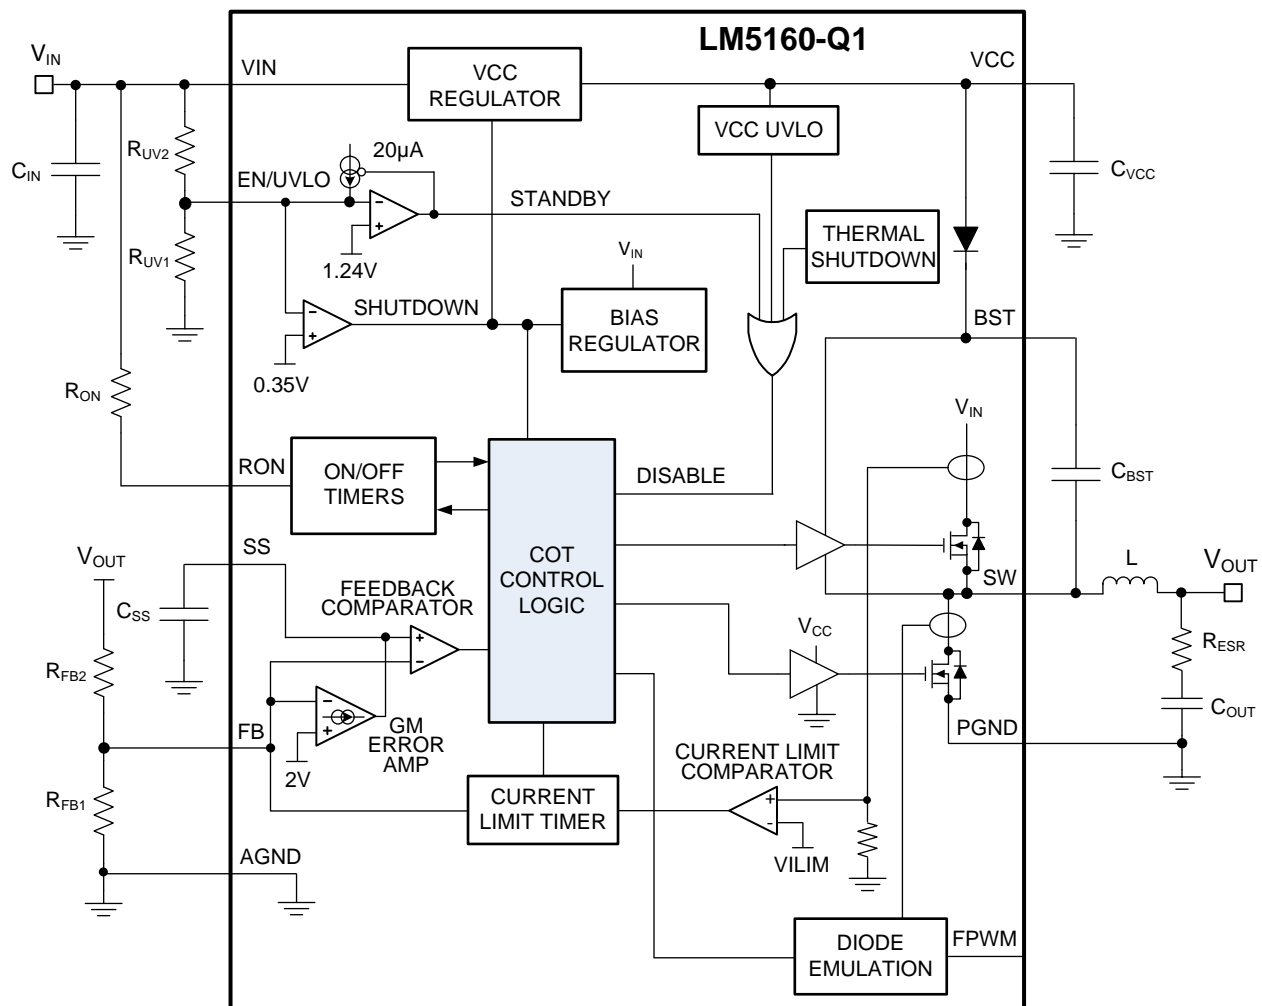 LM5160-Q1
VIN
VIN
VCC
REGULATOR
VCC
VCC UVLO
CIN
RUV2
20µA
EN/UVLO
−
+
STANDBY
1.24V
RUV1
CVCC
THERMAL
SHUTDOWN
VIN
SHUTDOWN
−
+
0.35V
BIAS
REGULATOR
BST
RON
VIN
RON
ON/OFF
TIMERS
DISABLE
CBST
COT
CONTROL
LOGIC
SS
VOUT
CSS
FEEDBACK
COMPARATOR
+
−
SW
L
VOUT
VCC
RESR
RFB2
−
+
GM
ERROR
AMP
2V
FB
COUT
PGND
CURRENT LIMIT
COMPARATOR
RFB1
CURRENT
LIMIT TIMER
+
-
VILIM
AGND
DIODE
EMULATION
FPWM